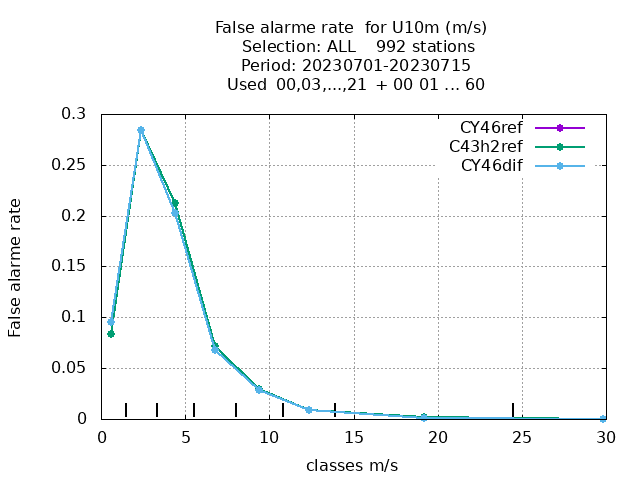 False alarme rate  for U10m (m/s)
Selection: ALL    992 stations
Period: 20230701-20230715
Used  00,03,...,21  + 00 01 ... 60
CY46ref
C43h2ref
CY46dif
False alarme rate
0.3
0.25
0.2
0.15
0.1
0.05
0
0 5 10 15 20 25 30
classes m/s